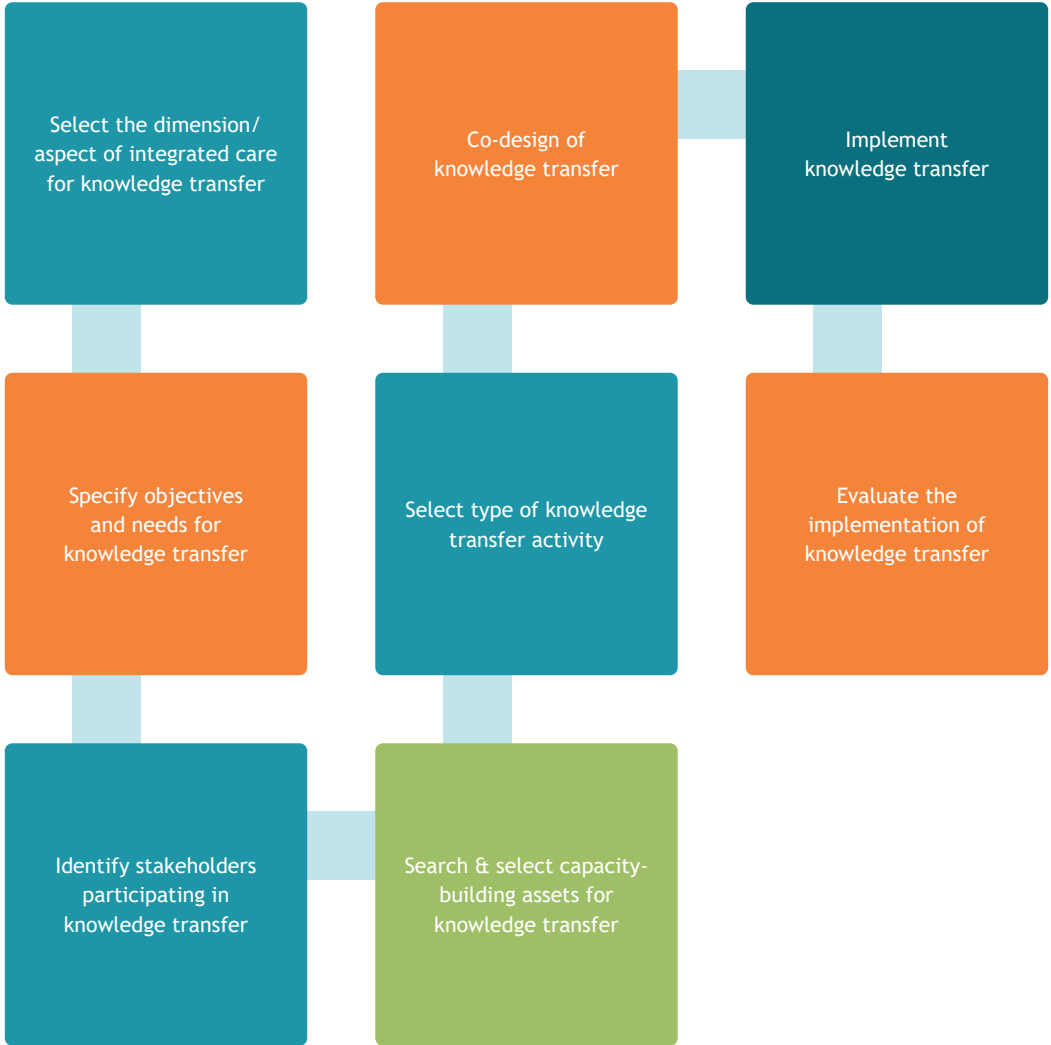 Select the dimension/
aspect of integrated care
for knowledge transfer
Specify objectives
and needs for
knowledge transfer
Identify stakeholders
participating in
knowledge transfer
Search & select capacity-
building assets for
knowledge transfer
Select type of knowledge
transfer activity
Co-design of
knowledge transfer
Implement
knowledge transfer
Evaluate the
implementation of
knowledge transfer